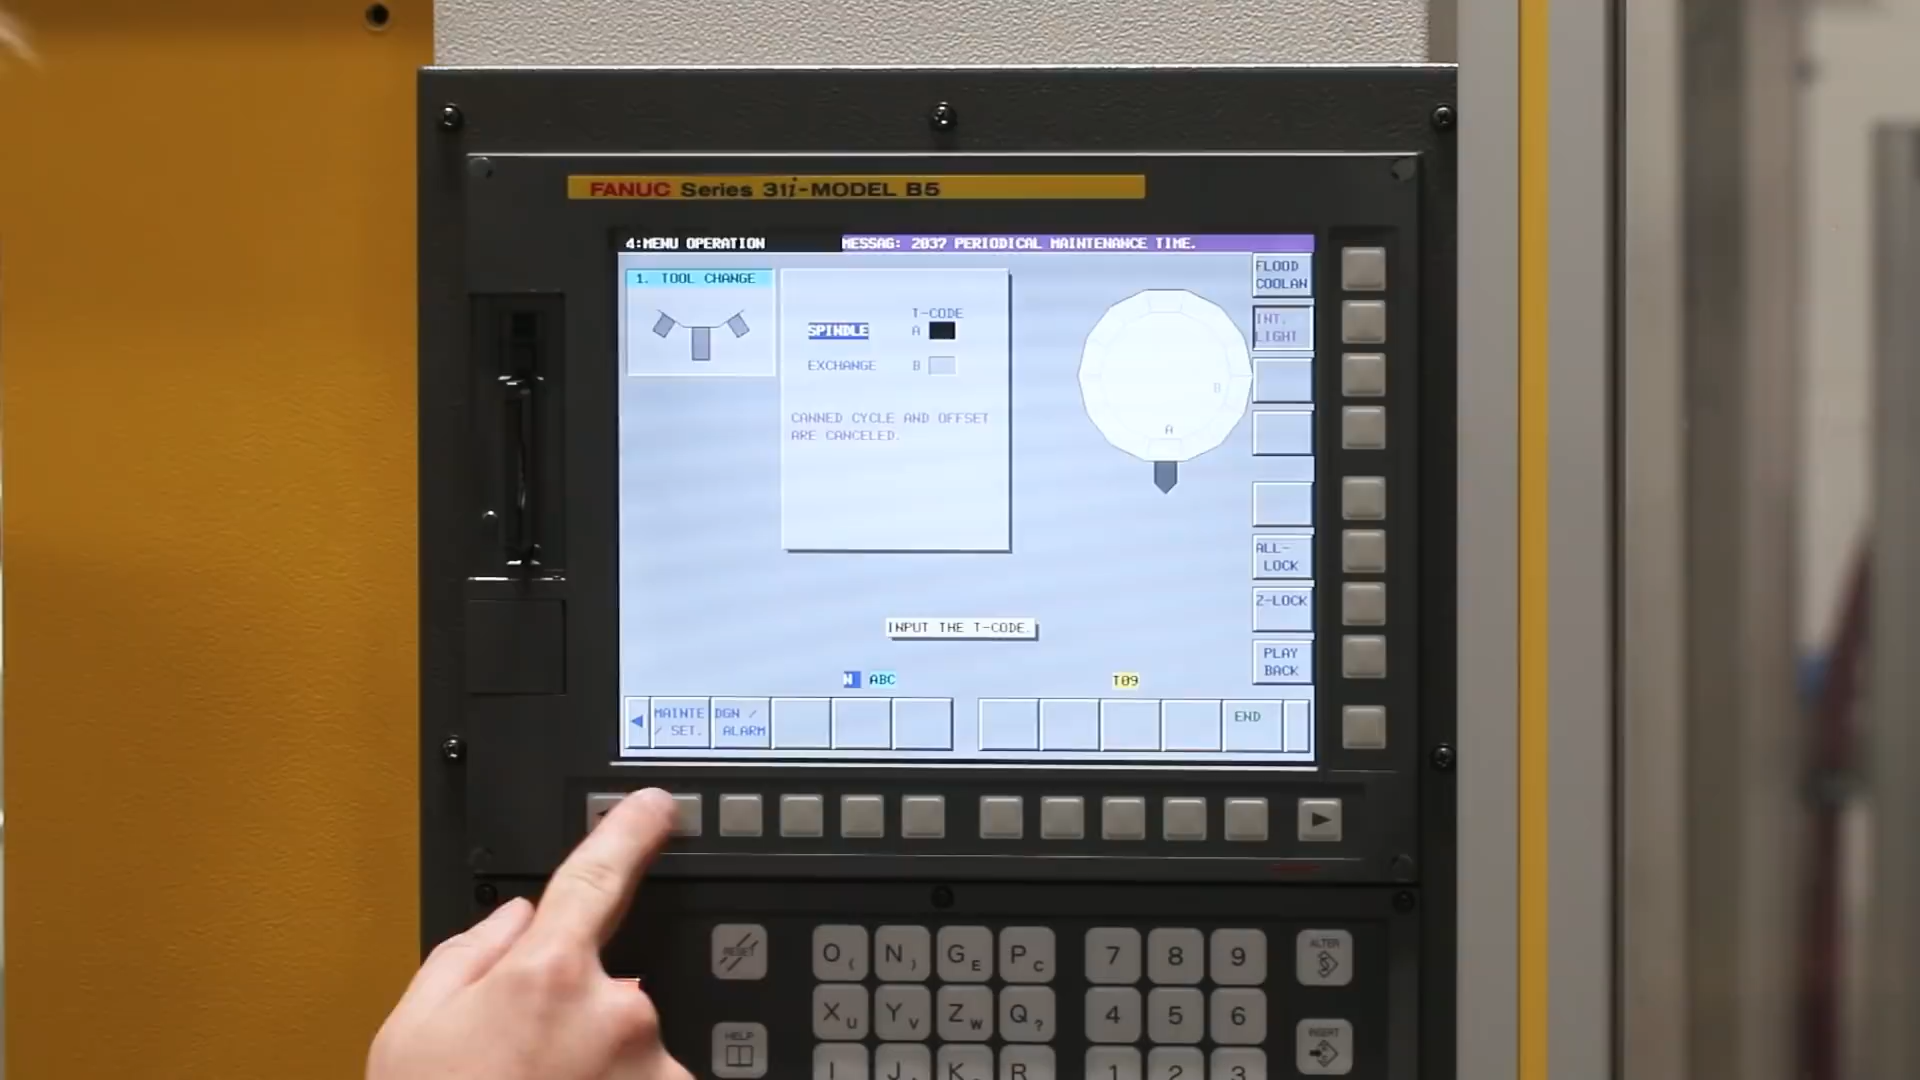 FANUC Series 31i-MODEL B5
4:MENU OPERATION
MESSAG: 2037 PERIODICAL MAINTENANCE TIME.
1. TOOL CHANGE
T-CODE
SPINDLE A
EXCHANGE B
CANNED CYCLE AND OFFSET
ARE CANCELED.
B
A
FLOOD
COOLAN
INT.
LIGHT
ALL-
LOCK
Z-LOCK
PLAY
BACK
INPUT THE T-CODE.
N ABC
T09
MAINTE
/ SET.
DGN /
ALARM
END
RESET
O ( N ) G E P C
7 8 9
ALTER
X U Y V Z W Q ?
4 5 6
HELP
INSERT
I J K R
1 2 3